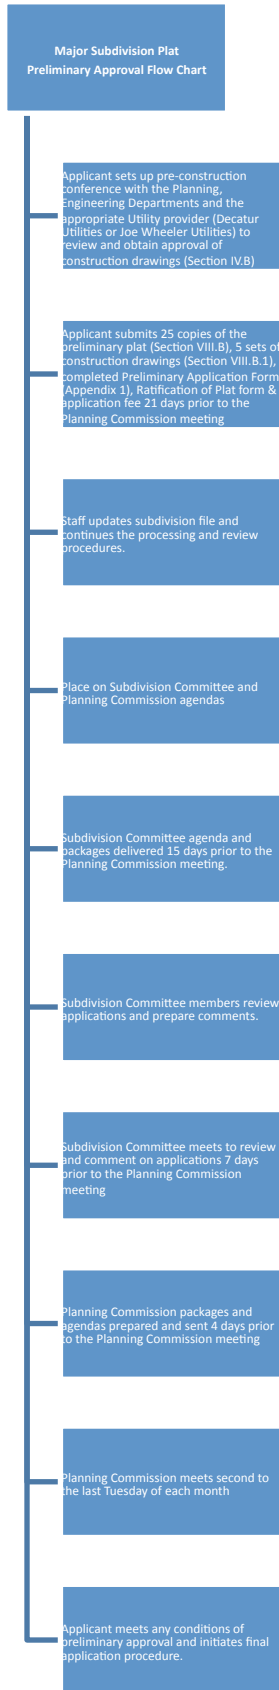 Major Subdivision Plat
Preliminary Approval Flow Chart
Applicant sets up pre-construction
conference with the Planning,
Engineering Departments and the
appropriate Utility provider (Decatur
Utilities or Joe Wheeler Utilities) to
review and obtain approval of
construction drawings (Section IV.B)
Applicant submits 25 copies of the
preliminary plat (Section VIII.B), 5 sets of
construction drawings (Section VIII.B.1),
completed Preliminary Application Form
(Appendix 1), Ratification of Plat form &
application fee 21 days prior to the
Planning Commission meeting
Staff updates subdivision file and
continues the processing and review
procedures.
Place on Subdivision Committee and
Planning Commission agendas
Subdivision Committee agenda and
packages delivered 15 days prior to the
Planning Commission meeting.
Subdivision Committee members review
applications and prepare comments.
Subdivision Committee meets to review
and comment on applications 7 days
prior to the Planning Commission
meeting
Planning Commission packages and
agendas prepared and sent 4 days prior
to the Planning Commission meeting
Planning Commission meets second to
the last Tuesday of each month
Applicant meets any conditions of
preliminary approval and initiates final
application procedure.